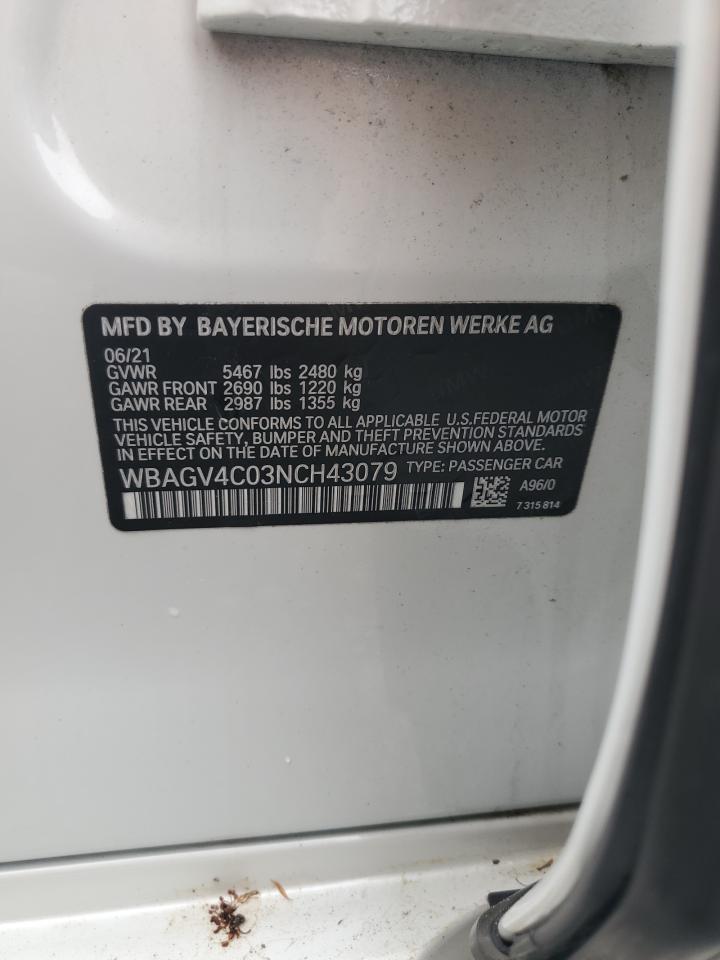 MFD BY BAYERISCHE MOTOREN WERKE AG
06/21
GVWR 5467 lbs 2480 kg
GAWR FRONT 2690 lbs 1220 kg
GAWR REAR 2987 lbs 1355 kg
THIS VEHICLE CONFORMS TO ALL APPLICABLE U.S.FEDERAL MOTOR
VEHICLE SAFETY, BUMPER AND THEFT PREVENTION STANDARDS
IN EFFECT ON THE DATE OF MANUFACTURE SHOWN ABOVE.
WBAGV4C03NCH43079 TYPE: PASSENGER CAR
A96/0
7 315 814